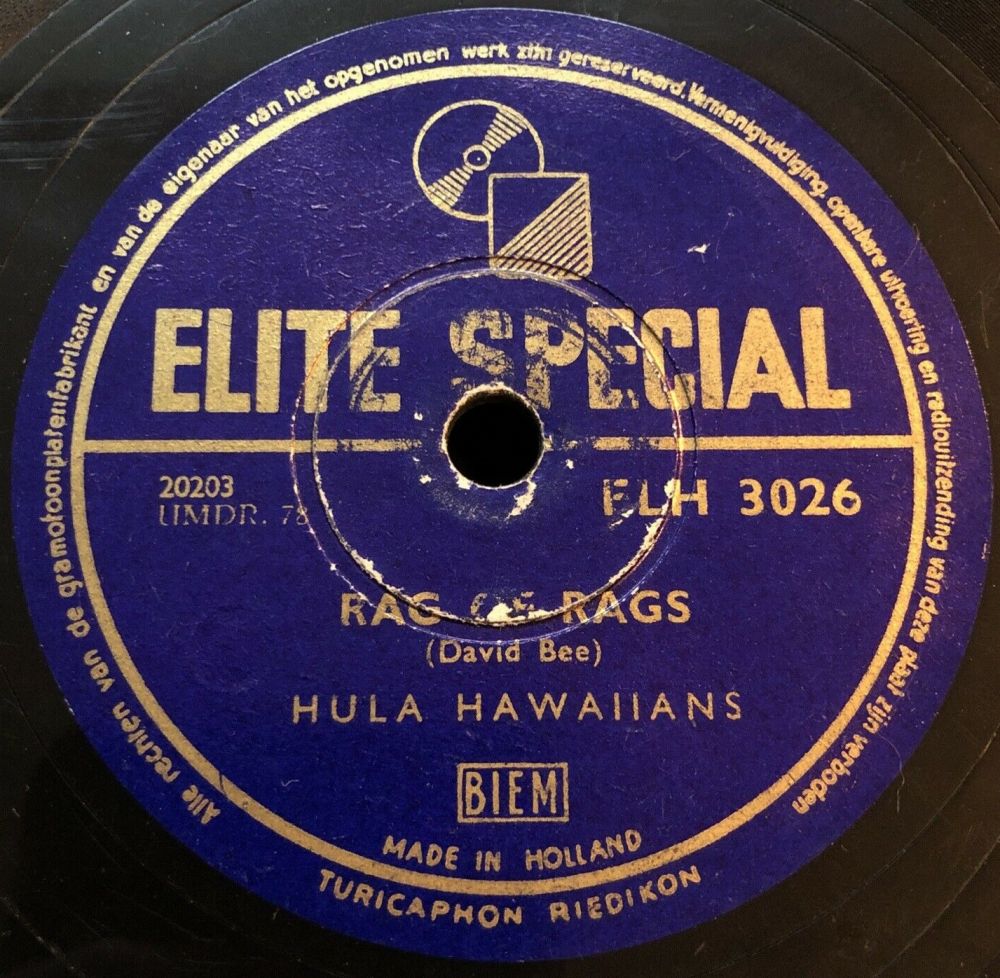 Alle rechten van de gramofoonplatenfabrikant en van de eigenaar van het opgenomen werk zijn gereserveerd. Vermenigvuldiging, openbare uitvoering en radiouitzending van deze plaat zijn verboden
ELITE SPECIAL
20203
UMDR. 78
ELH 3026
RAG OF RAGS
(David Bee)
HULA HAWAIIANS
BIEM
MADE IN HOLLAND
TURICAPHON RIEDIKON